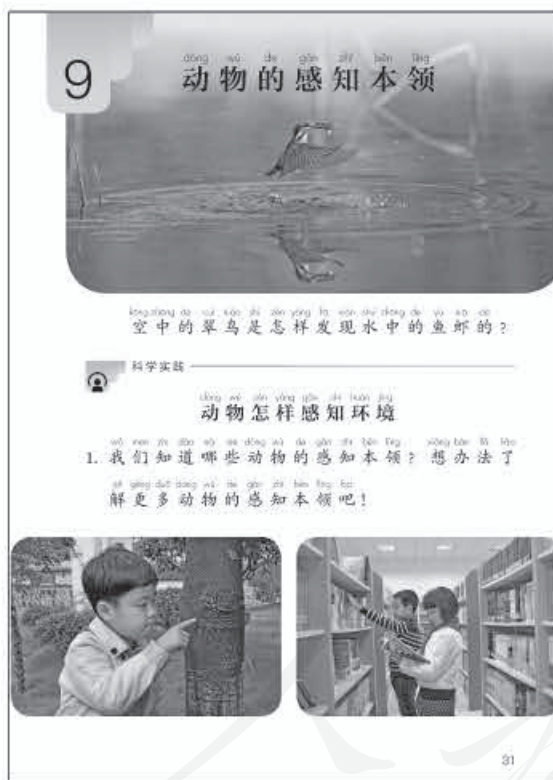 9
dòng wù de gǎn zhī běn lǐng
动物的感知本领
kōng zhōng de cuì niǎo shì zěn yàng fā xiàn shuǐ zhōng de yú xiā de
空中的翠鸟是怎样发现水中的鱼虾的?
科学实践
dòng wù zěn yàng gǎn zhī huán jìng
动物怎样感知环境
wǒ men zhī dào nǎ xiē dòng wù de gǎn zhī běn lǐng xiǎng bàn fǎ liǎo
1. 我们知道哪些动物的感知本领? 想办法了
jiě gèng duō dòng wù de gǎn zhī běn lǐng ba
解更多动物的感知本领吧!
31